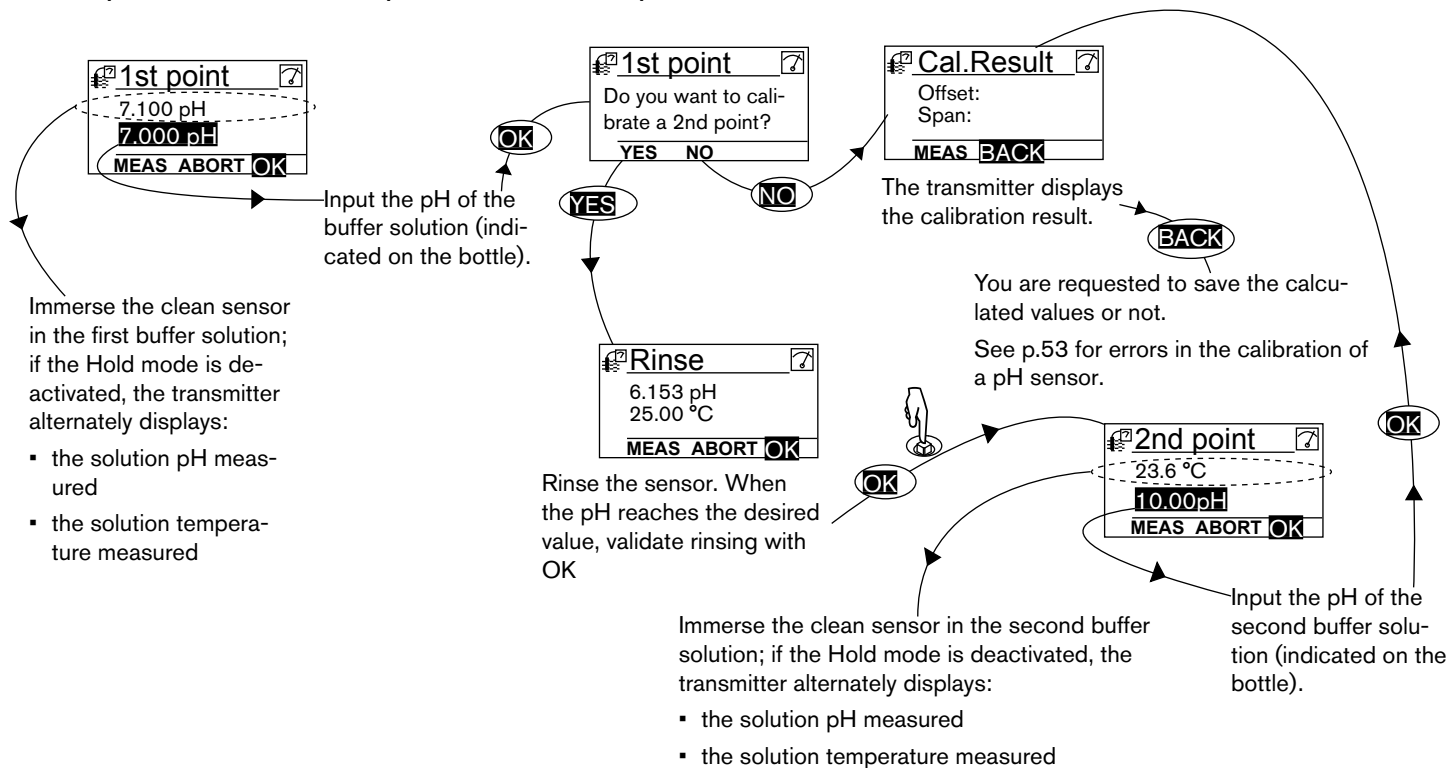 1st point
7.100 pH
7.000 pH
MEAS ABORT OK
Immerse the clean sensor
in the first buffer solution;
if the Hold mode is de-
activated, the transmitter
alternately displays:
▪ the solution pH meas-
ured
▪ the solution tempera-
ture measured
Input the pH of the
buffer solution (indi-
cated on the bottle).
OK
1st point
Do you want to cali-
brate a 2nd point?
YES NO
YES
NO
Cal.Result
Offset:
Span:
MEAS BACK
The transmitter displays
the calibration result.
BACK
You are requested to save the calcu-
lated values or not.
See p.53 for errors in the calibration of
a pH sensor.
Rinse
6.153 pH
25.00 °C
MEAS ABORT OK
Rinse the sensor. When
the pH reaches the desired
value, validate rinsing with
OK
OK
2nd point
23.6 °C
10.00pH
MEAS ABORT OK
OK
Immerse the clean sensor in the second buffer
solution; if the Hold mode is deactivated, the
transmitter alternately displays:
▪ the solution pH measured
▪ the solution temperature measured
Input the pH of the
second buffer solu-
tion (indicated on the
bottle).